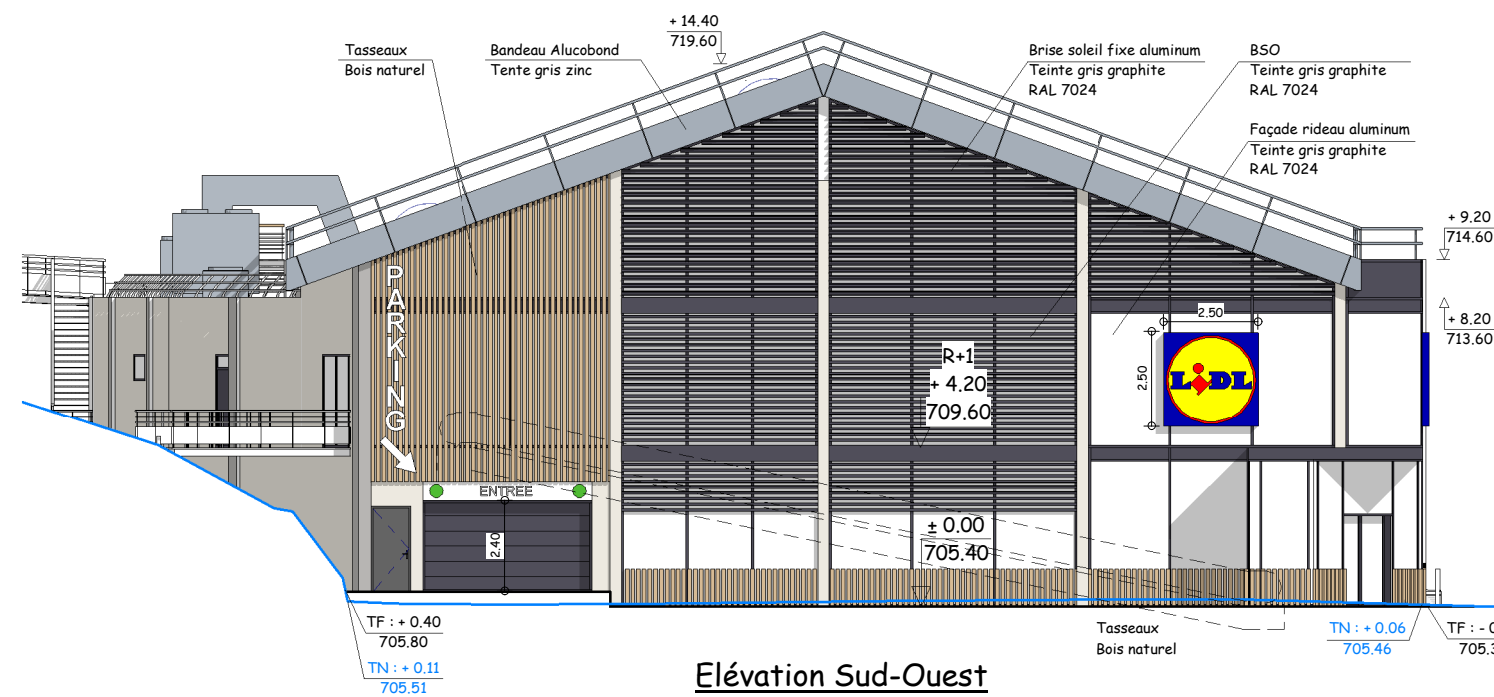 + 14.40
719.60
Tasseaux
Bois naturel
Bandeau Alucobond
Tente gris zinc
Brise soleil fixe aluminum
Teinte gris graphite
RAL 7024
BSO
Teinte gris graphite
RAL 7024
Façade rideau aluminum
Teinte gris graphite
RAL 7024
+ 9.20
714.60
+ 8.20
713.60
PARKING
2.50
2.50
LIDL
R+1
+ 4.20
709.60
ENTREE
2.40
± 0.00
705.40
TF : + 0.40
705.80
TN : + 0.11
705.51
Tasseaux
Bois naturel
TN : + 0.06
705.46
TF : - 0
705.3
Elévation Sud-Ouest